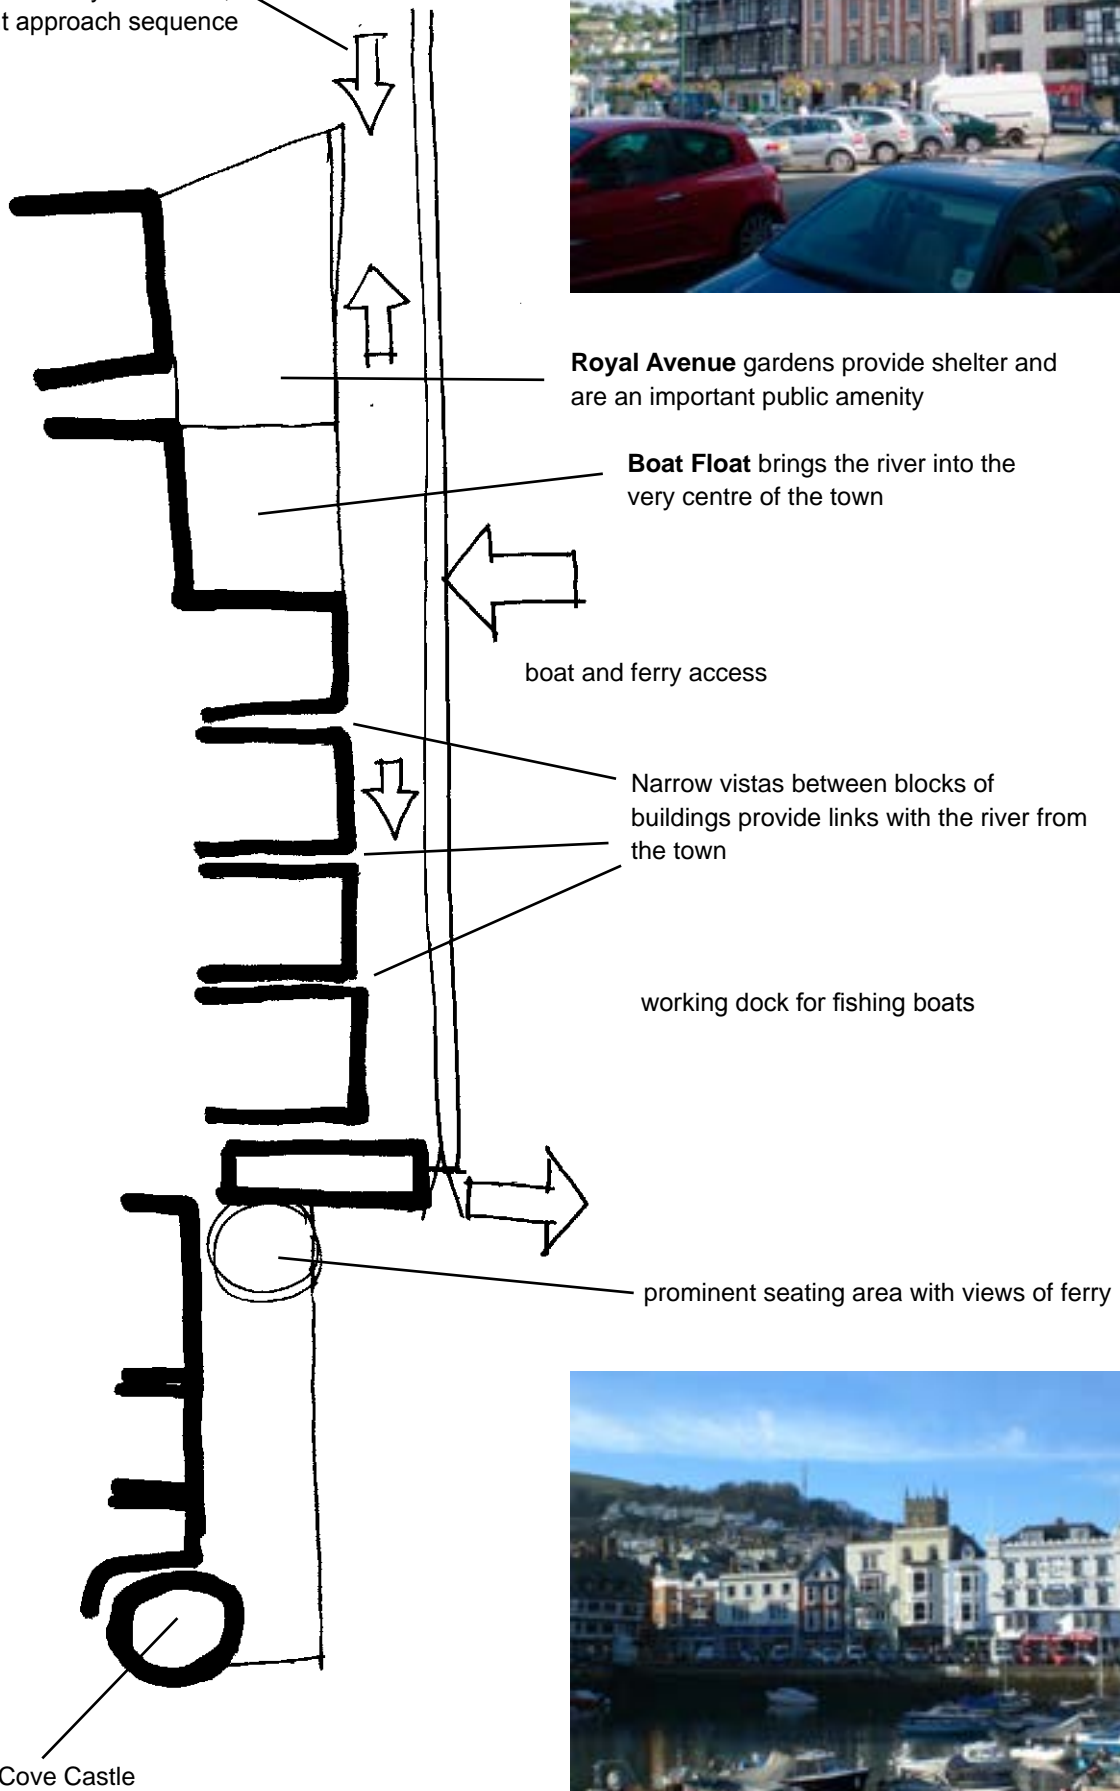 t approach sequence
Royal Avenue gardens provide shelter and
are an important public amenity
Boat Float brings the river into the
very centre of the town
boat and ferry access
Narrow vistas between blocks of
buildings provide links with the river from
the town
working dock for fishing boats
prominent seating area with views of ferry
Cove Castle